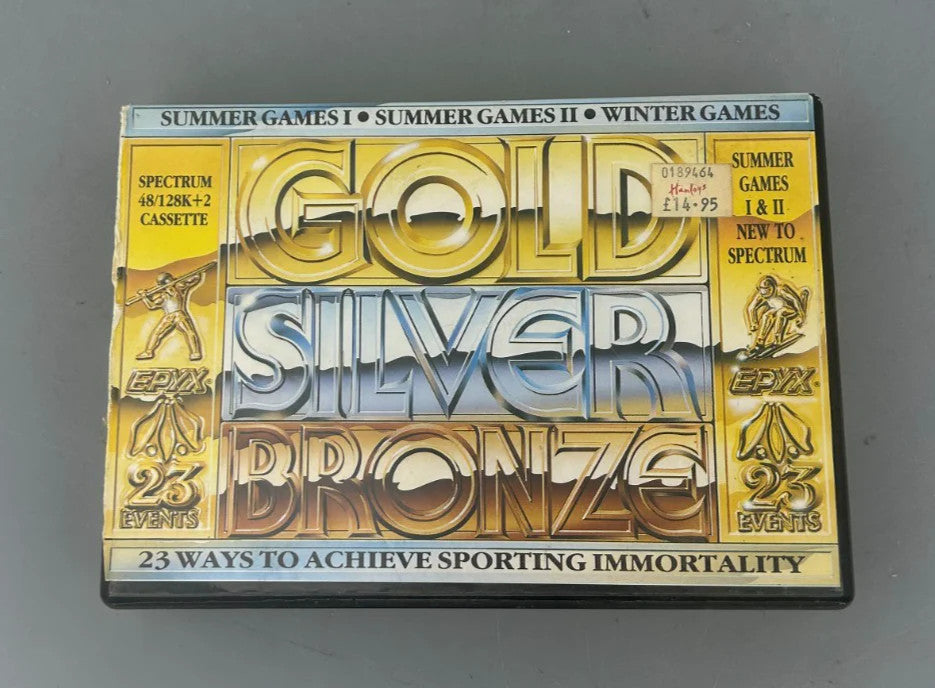 SUMMER GAMES I • SUMMER GAMES II • WINTER GAMES
SPECTRUM
48/128K+2
CASSETTE
EPYX
23
EVENTS
GOLD
SILVER
BRONZE
0189464
Hamleys
£14.95
SUMMER
GAMES
I & II
NEW TO
SPECTRUM
EPYX
23
EVENTS
23 WAYS TO ACHIEVE SPORTING IMMORTALITY